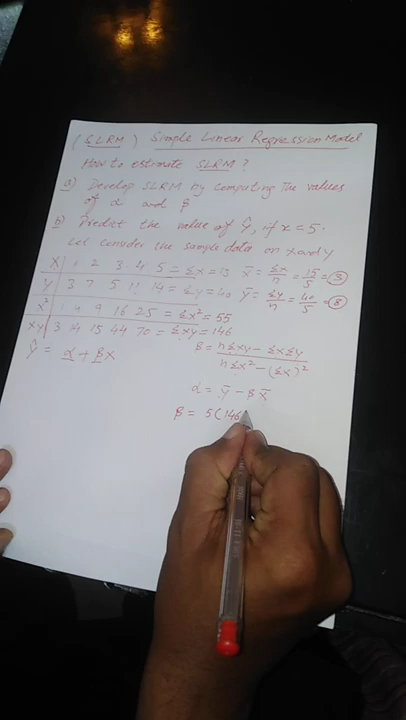 (SLRM) Simple Linear Regression Model
How to estimate SLRM?
a) Develop SLRM by computing the values
of α and β
b) Predict the value of Ŷ, if x = 5.
Let consider the sample data on x and y
X | 1 2 3 4 5 = Σx = 15 x̄ = Σx/n = 15/5 = 3
Y 3 7 5 11 14 = Σy = 40 ȳ = Σy/n = 40/5 = 8
X² 1 4 9 16 25 = Σx² = 55
XY 3 14 15 44 70 = Σxy = 146
Ŷ = α + βx
β = nΣxy − ΣxΣy / nΣx² − (Σx)²
α = ȳ − β x̄
β = 5(146